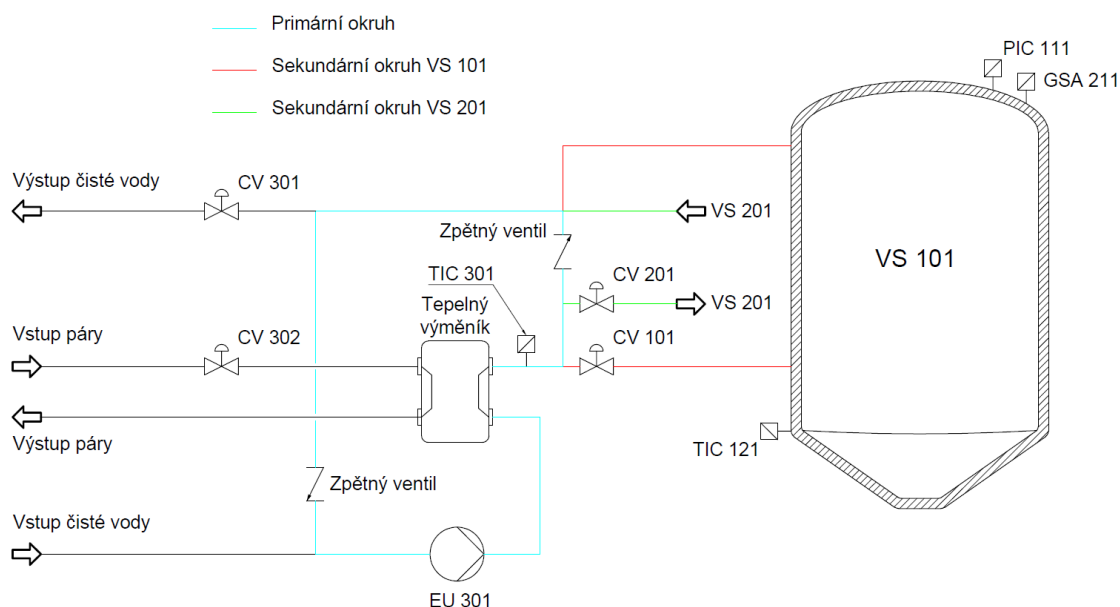 Primární okruh
Sekundární okruh VS 101
Sekundární okruh VS 201
PIC 111
GSA 211
Výstup čisté vody
CV 301
VS 201
Zpětný ventil
TIC 301
CV 201
VS 201
VS 101
Tepelný
výměník
Vstup páry
CV 302
CV 101
Výstup páry
TIC 121
Zpětný ventil
Vstup čisté vody
EU 301